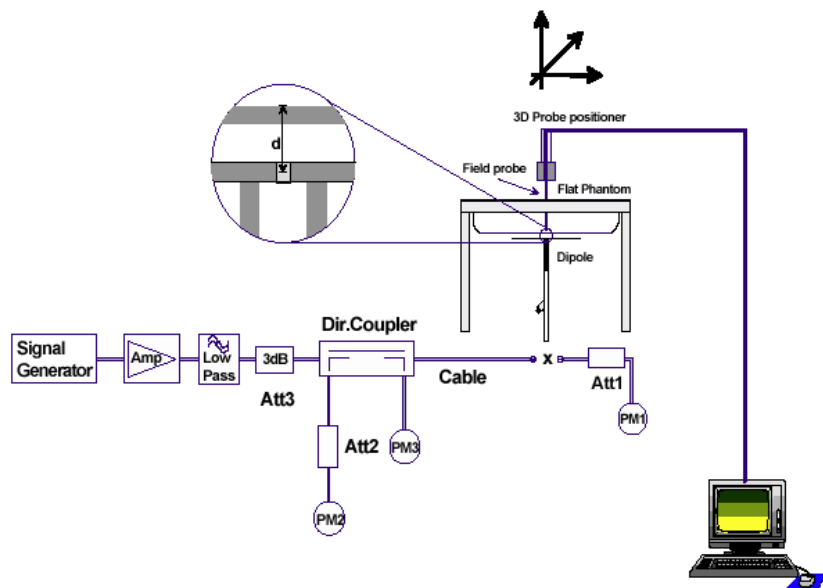 3D Probe positioner
d
Field probe
Flat Phantom
Dipole
Dir.Coupler
Signal
Generator
Amp
Low
Pass
3dB
Att3
Cable
x
Att1
PM1
Att2
PM3
PM2